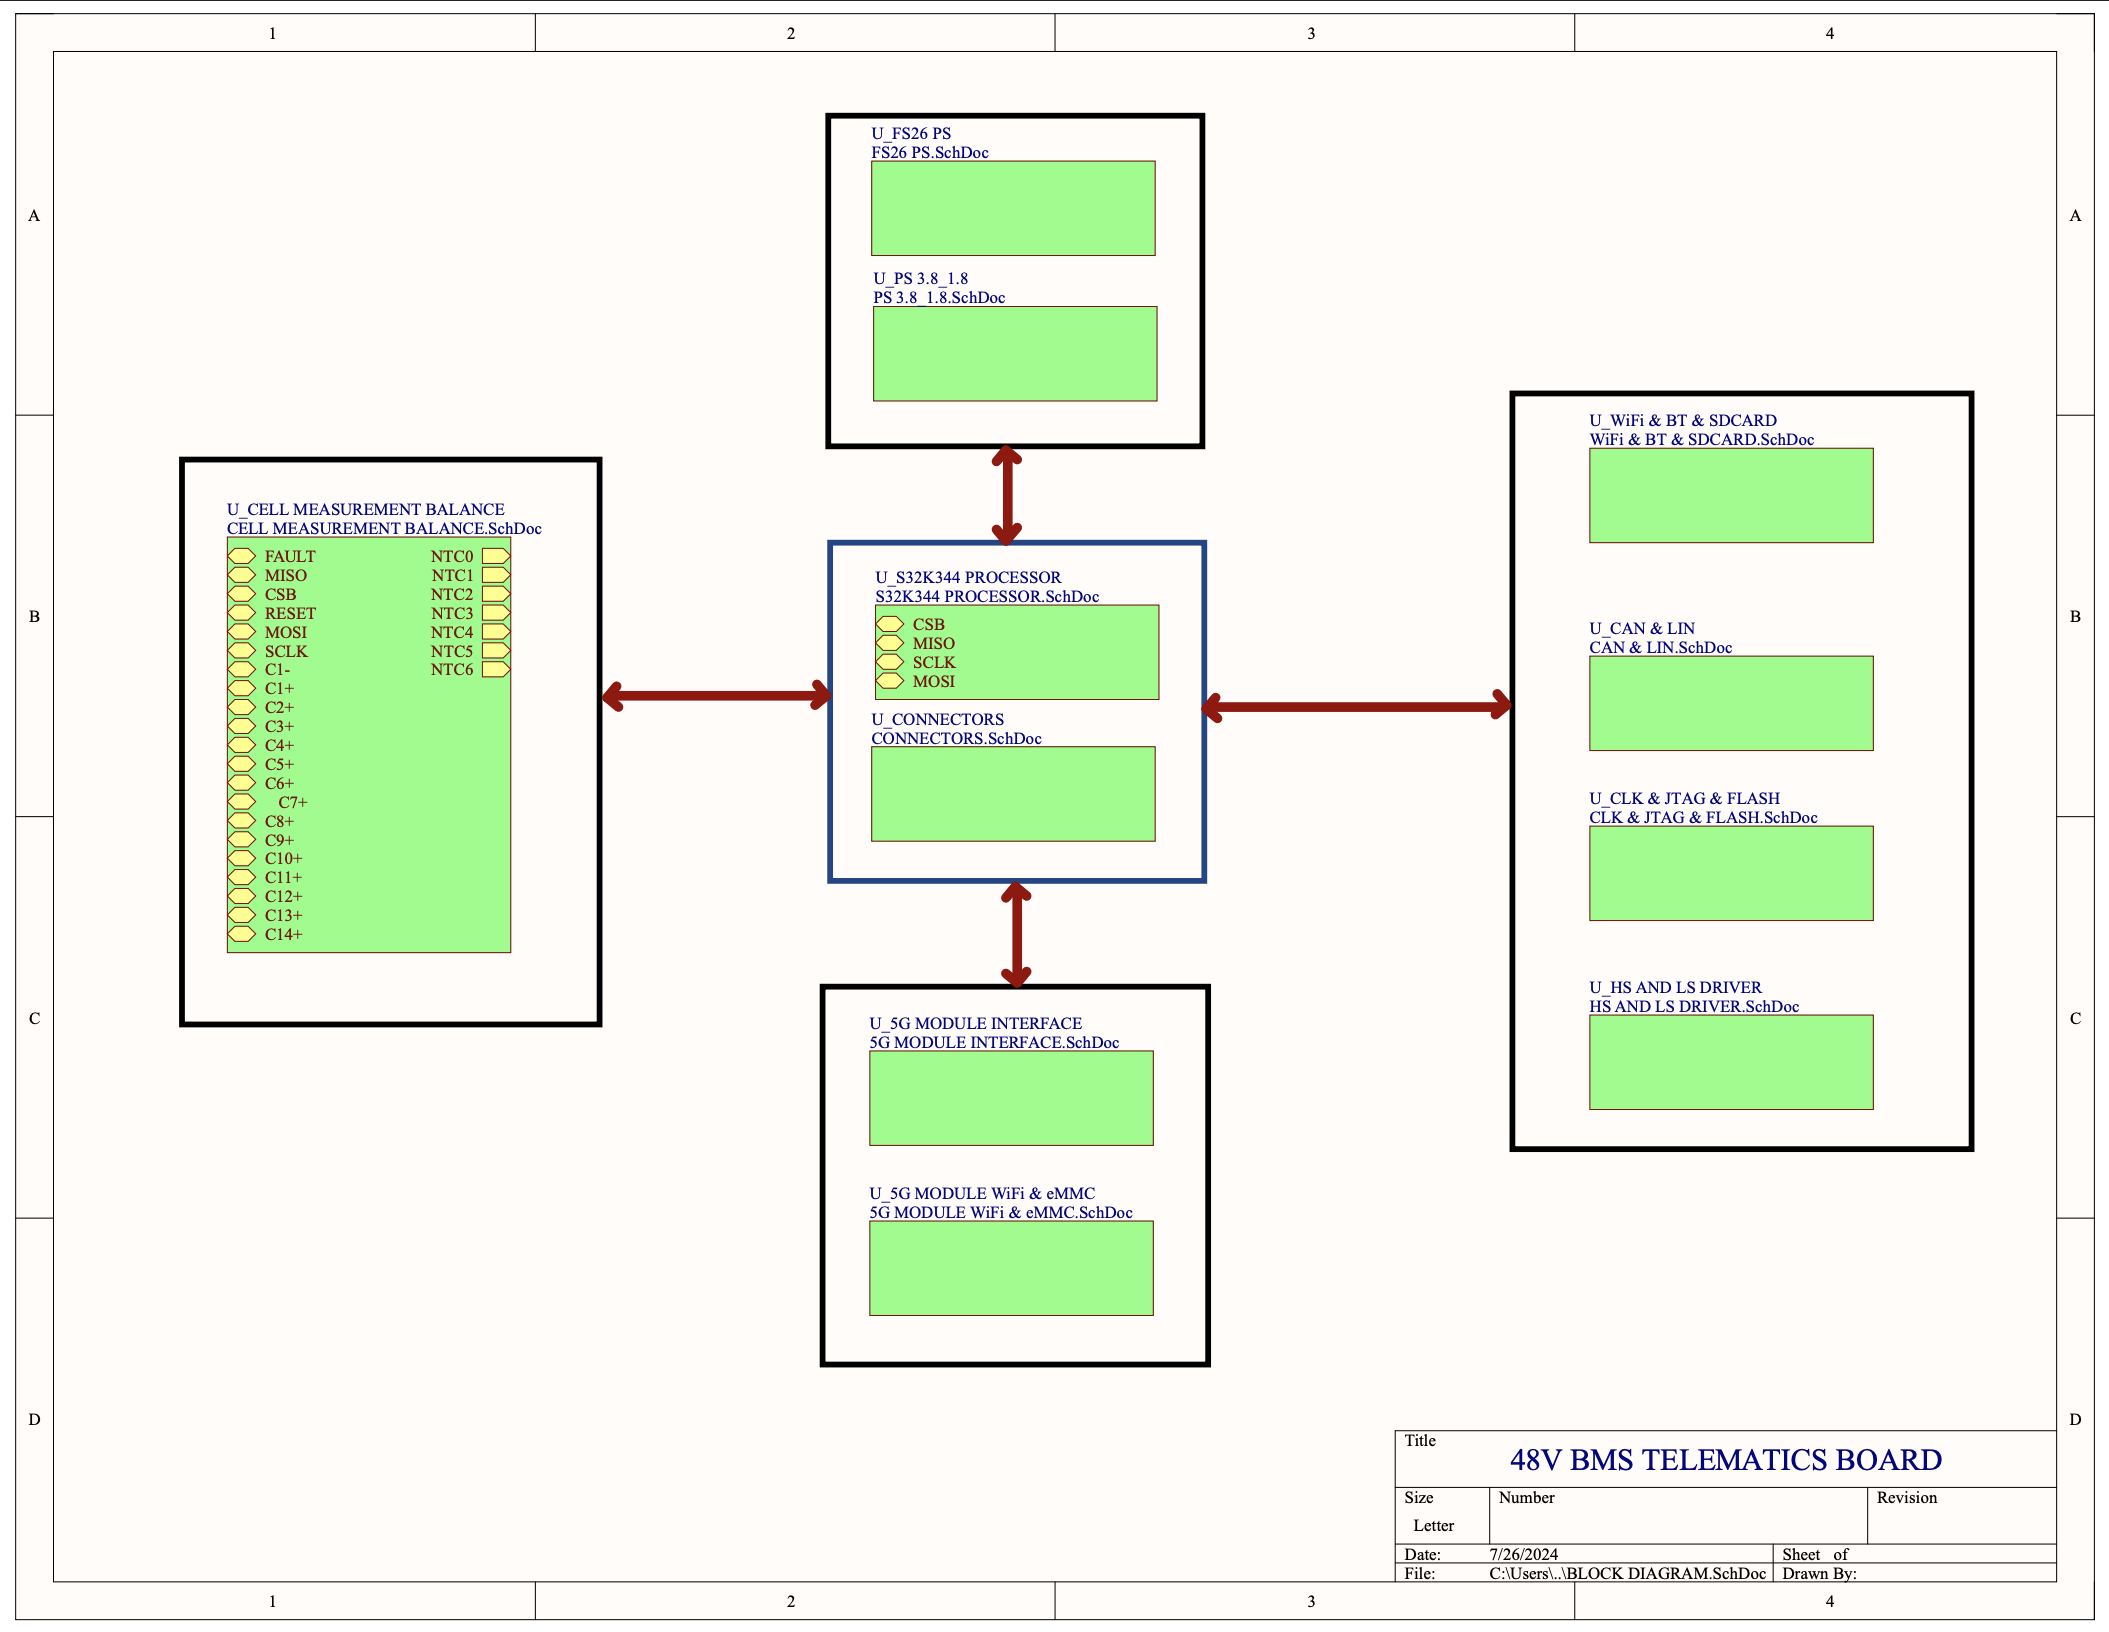 1 2 3 4
A A
B B
C C
D D
U_FS26 PS
FS26 PS.SchDoc
U_PS 3.8_1.8
PS 3.8_1.8.SchDoc
U_CELL MEASUREMENT BALANCE
CELL MEASUREMENT BALANCE.SchDoc
FAULT NTC0
MISO NTC1
CSB NTC2
RESET NTC3
MOSI NTC4
SCLK NTC5
C1- NTC6
C1+
C2+
C3+
C4+
C5+
C6+
C7+
C8+
C9+
C10+
C11+
C12+
C13+
C14+
U_S32K344 PROCESSOR
S32K344 PROCESSOR.SchDoc
CSB
MISO
SCLK
MOSI
U_CONNECTORS
CONNECTORS.SchDoc
U_WiFi & BT & SDCARD
WiFi & BT & SDCARD.SchDoc
U_CAN & LIN
CAN & LIN.SchDoc
U_CLK & JTAG & FLASH
CLK & JTAG & FLASH.SchDoc
U_HS AND LS DRIVER
HS AND LS DRIVER.SchDoc
U_5G MODULE INTERFACE
5G MODULE INTERFACE.SchDoc
U_5G MODULE WiFi & eMMC
5G MODULE WiFi & eMMC.SchDoc
Title
48V BMS TELEMATICS BOARD
Size Number Revision
Letter
Date: 7/26/2024 Sheet of
File: C:\Users\..\BLOCK DIAGRAM.SchDoc Drawn By:
1 2 3 4